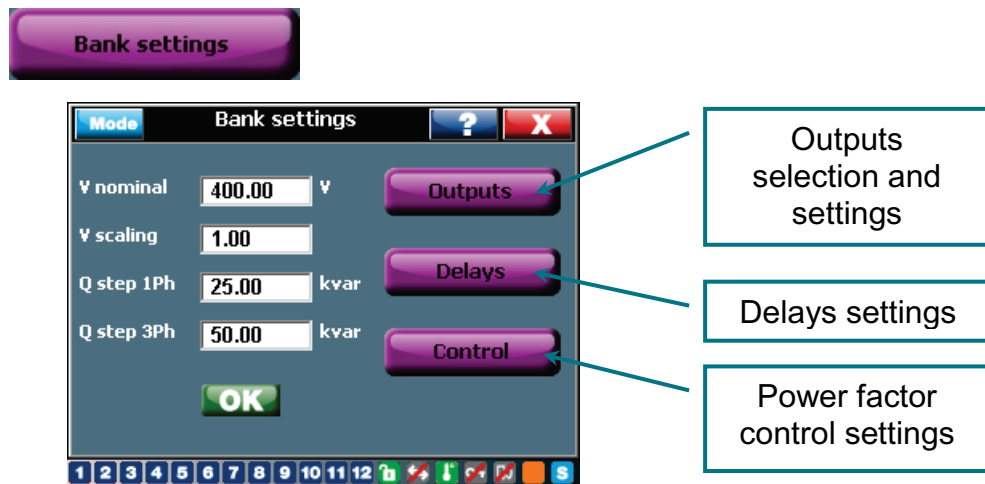 Bank settings
Mode Bank settings ? X
V nominal 400.00 V
Outputs
V scaling 1.00
Delays
Q step 1Ph 25.00 kvar
Q step 3Ph 50.00 kvar
Control
OK
1 2 3 4 5 6 7 8 9 10 11 12 S
Outputs
selection and
settings
Delays settings
Power factor
control settings